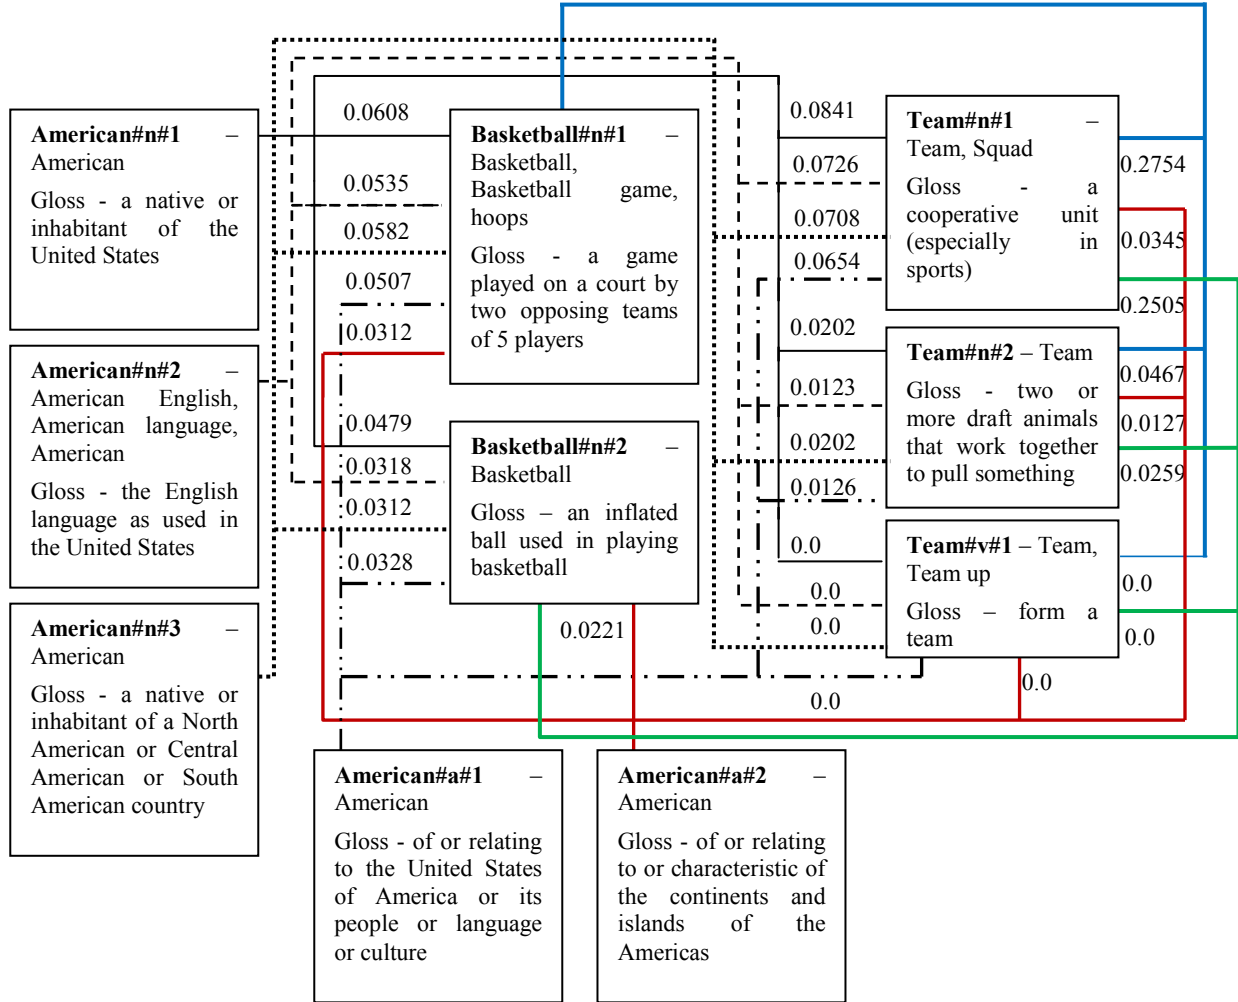 American#n#1 –
American
Gloss - a native or
inhabitant of the
United States
American#n#2 –
American English,
American language,
American
Gloss - the English
language as used in
the United States
American#n#3 –
American
Gloss - a native or
inhabitant of a North
American or Central
American or South
American country
0.0608
0.0535
0.0582
0.0507
0.0312
0.0479
0.0318
0.0312
0.0328
Basketball#n#1 –
Basketball,
Basketball game,
hoops
Gloss - a game
played on a court by
two opposing teams
of 5 players
Basketball#n#2 –
Basketball
Gloss – an inflated
ball used in playing
basketball
0.0221
0.0841
0.0726
0.0708
0.0654
0.0202
0.0123
0.0202
0.0126
0.0
0.0
0.0
0.0
Team#n#1 –
Team, Squad
Gloss - a
cooperative unit
(especially in
sports)
Team#n#2 – Team
Gloss - two or
more draft animals
that work together
to pull something
Team#v#1 – Team,
Team up
Gloss – form a
team
0.2754
0.0345
0.2505
0.0467
0.0127
0.0259
0.0
0.0
0.0
American#a#1 –
American
Gloss - of or relating
to the United States
of America or its
people or language
or culture
American#a#2 –
American
Gloss - of or relating
to or characteristic of
the continents and
islands of the
Americas